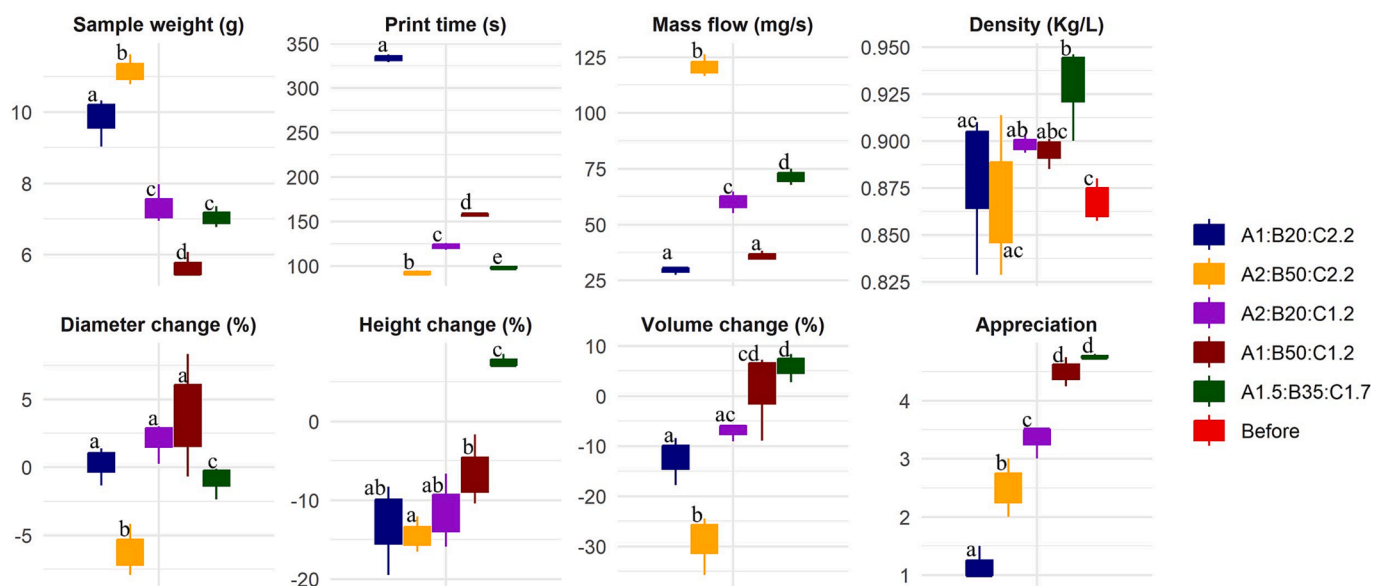 Sample weight (g)
10
8
6
a
b
c
d
c
Print time (s)
350
300
250
200
150
100
a
b
c
d
e
Mass flow (mg/s)
125
100
75
50
25
a
b
c
a
d
Density (Kg/L)
0.950
0.925
0.900
0.875
0.850
0.825
ac
ac
ab
abc
b
c
Diameter change (%)
5
0
-5
a
b
a
a
c
Height change (%)
0
-10
-20
ab
a
ab
b
c
Volume change (%)
10
0
-10
-20
-30
a
b
ac
cd
d
Appreciation
4
3
2
1
a
b
c
d
d
A1:B20:C2.2
A2:B50:C2.2
A2:B20:C1.2
A1:B50:C1.2
A1.5:B35:C1.7
Before